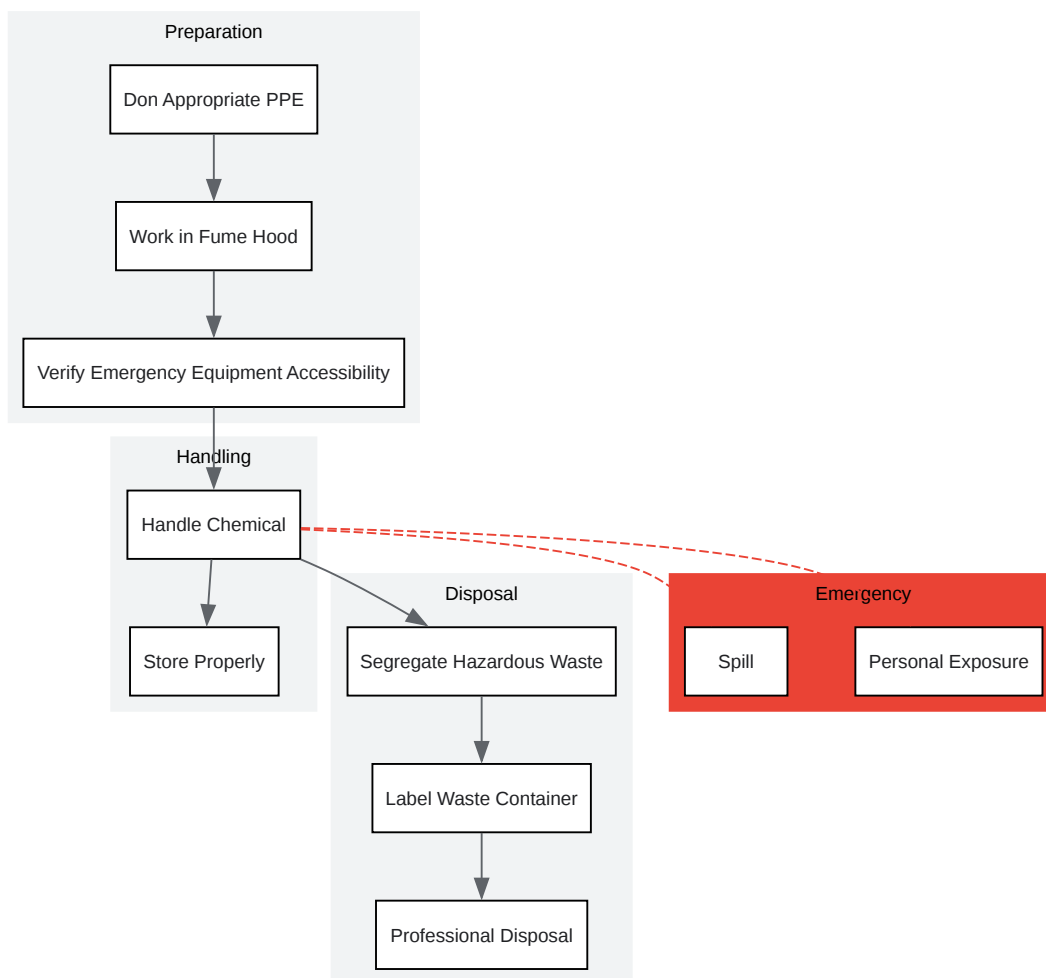 Preparation
Don Appropriate PPE
Work in Fume Hood
Verify Emergency Equipment Accessibility
Handling
Handle Chemical
Store Properly
Disposal
Segregate Hazardous Waste
Label Waste Container
Professional Disposal
Emergency
Spill
Personal Exposure